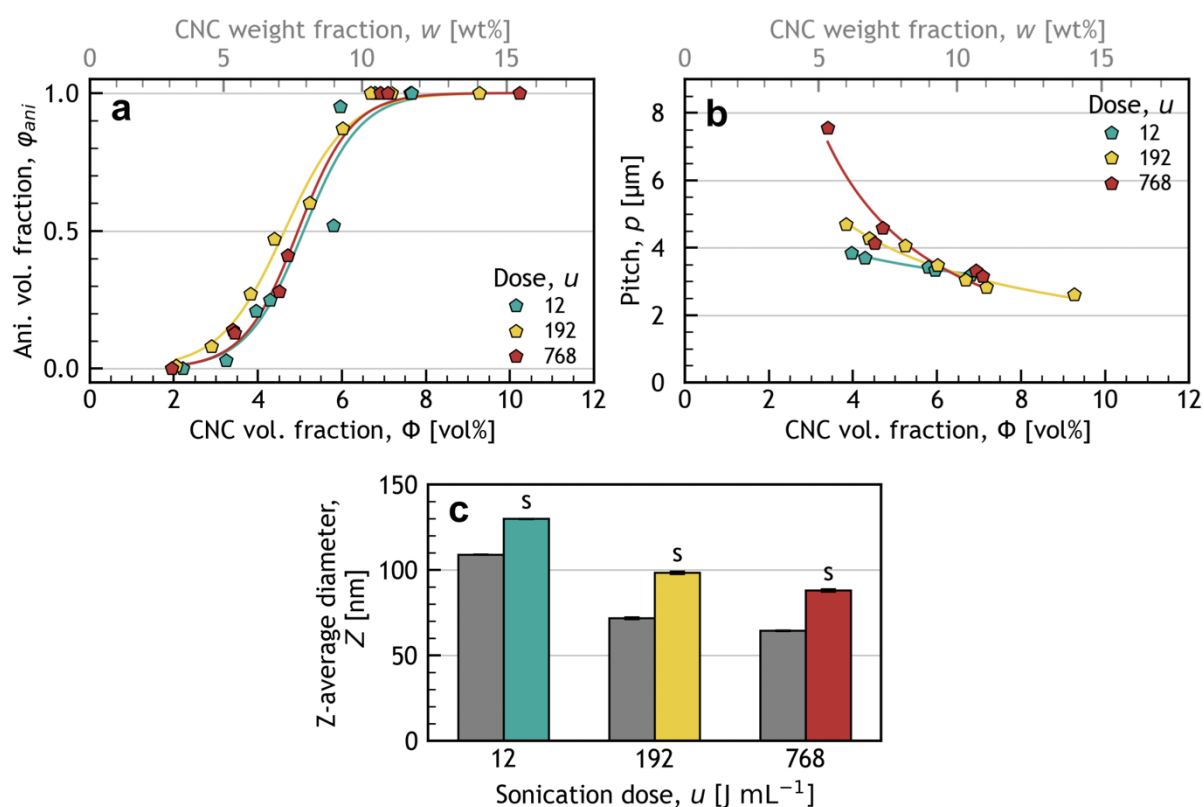 CNC weight fraction, w [wt%]
0 5 10 15
a
Ani. vol. fraction, φani
1.0
0.5
0.0
Dose, u
12
192
768
0 2 4 6 8 10 12
CNC vol. fraction, Φ [vol%]
CNC weight fraction, w [wt%]
0 5 10 15
b
Pitch, p [μm]
8
6
4
2
0
Dose, u
12
192
768
0 2 4 6 8 10 12
CNC vol. fraction, Φ [vol%]
c
Z-average diameter,
Z [nm]
150
100
50
0
S
S
S
12 192 768
Sonication dose, u [J mL⁻¹]